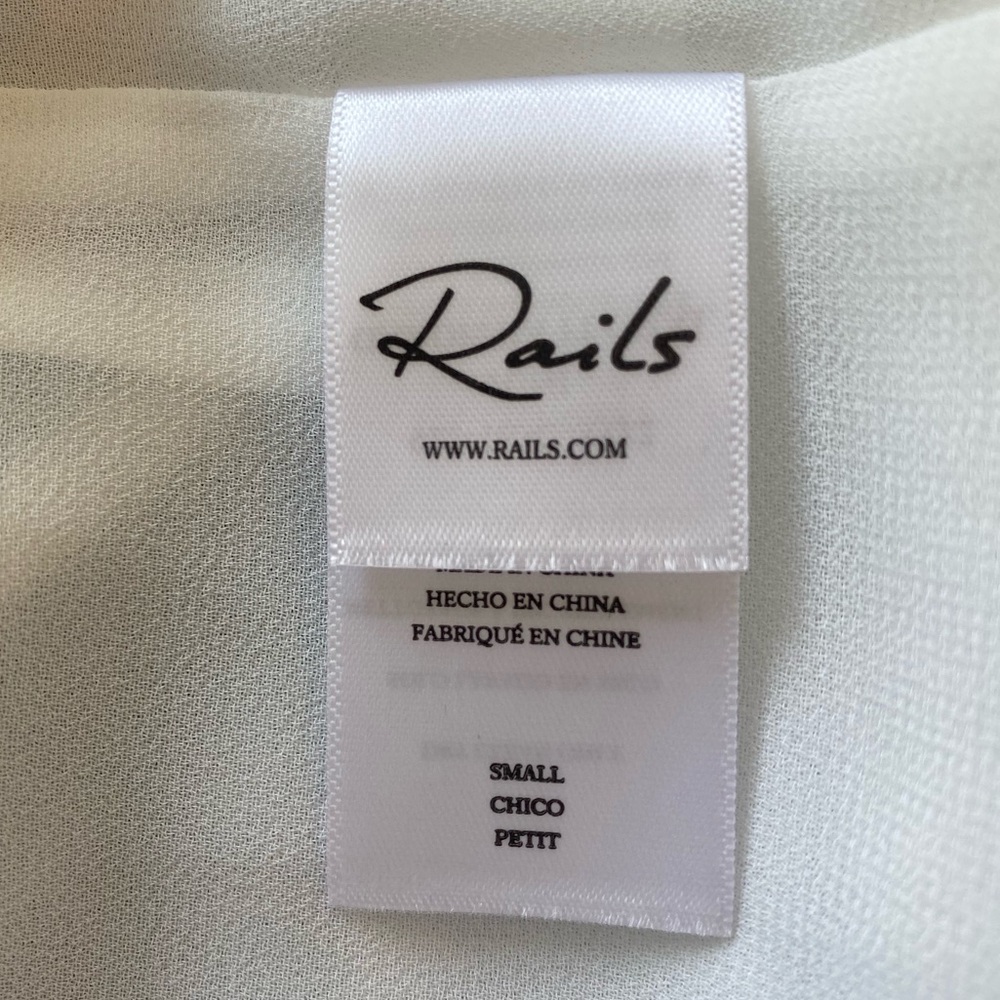 Rails
WWW.RAILS.COM
HECHO EN CHINA
FABRIQUÉ EN CHINE
SMALL
CHICO
PETIT